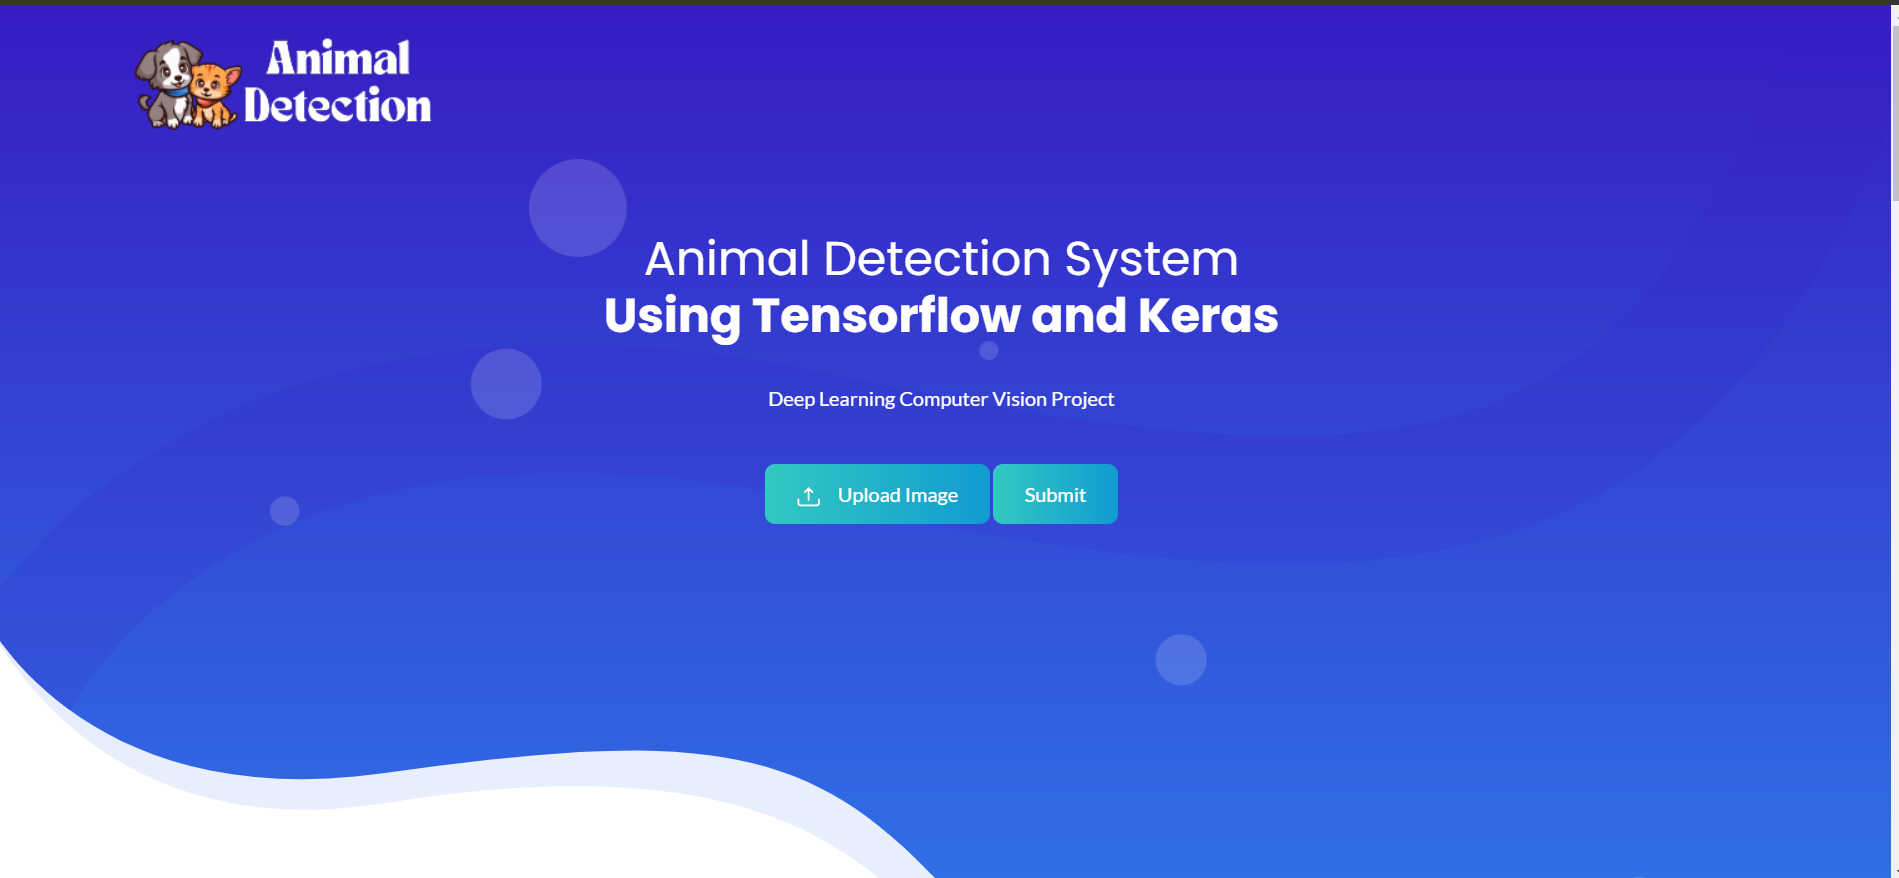 Animal
Detection
Animal Detection System
Using Tensorflow and Keras
Deep Learning Computer Vision Project
Upload Image
Submit